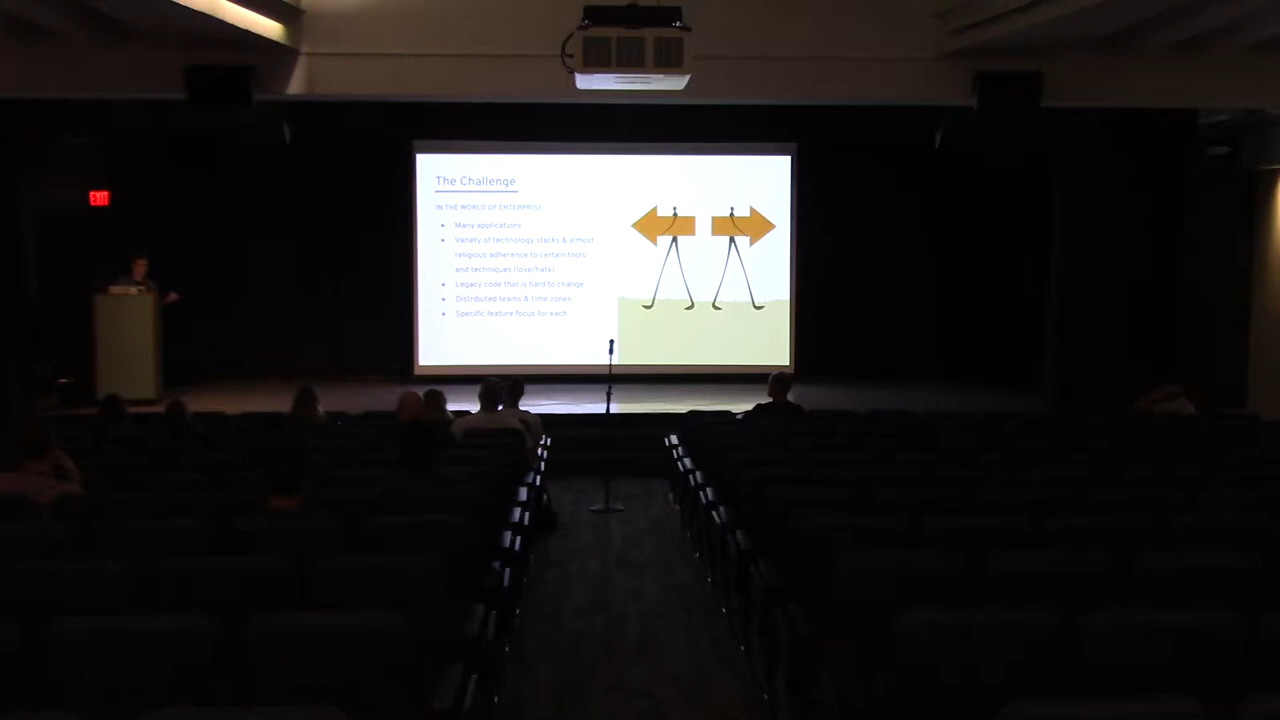 EXIT
The Challenge
IN THE WORLD OF ENTERPRISE
Many applications
Variety of technology stacks & almost
religious adherence to certain tools
and techniques (love/hate)
Legacy code that is hard to change
Distributed teams & time zones
Specific feature focus for each